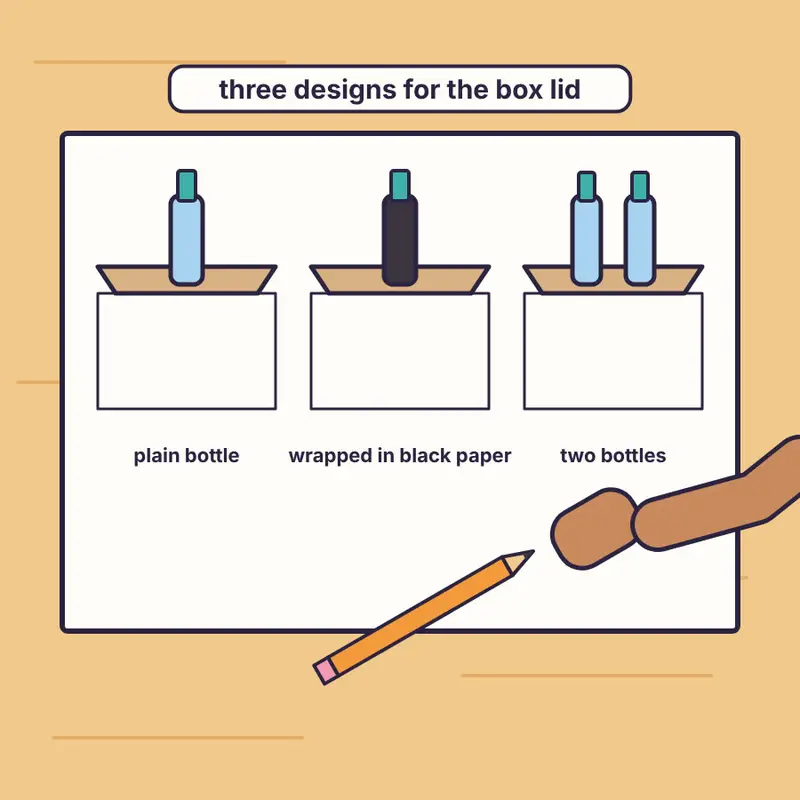 three designs for the box lid
plain bottle
wrapped in black paper
two bottles